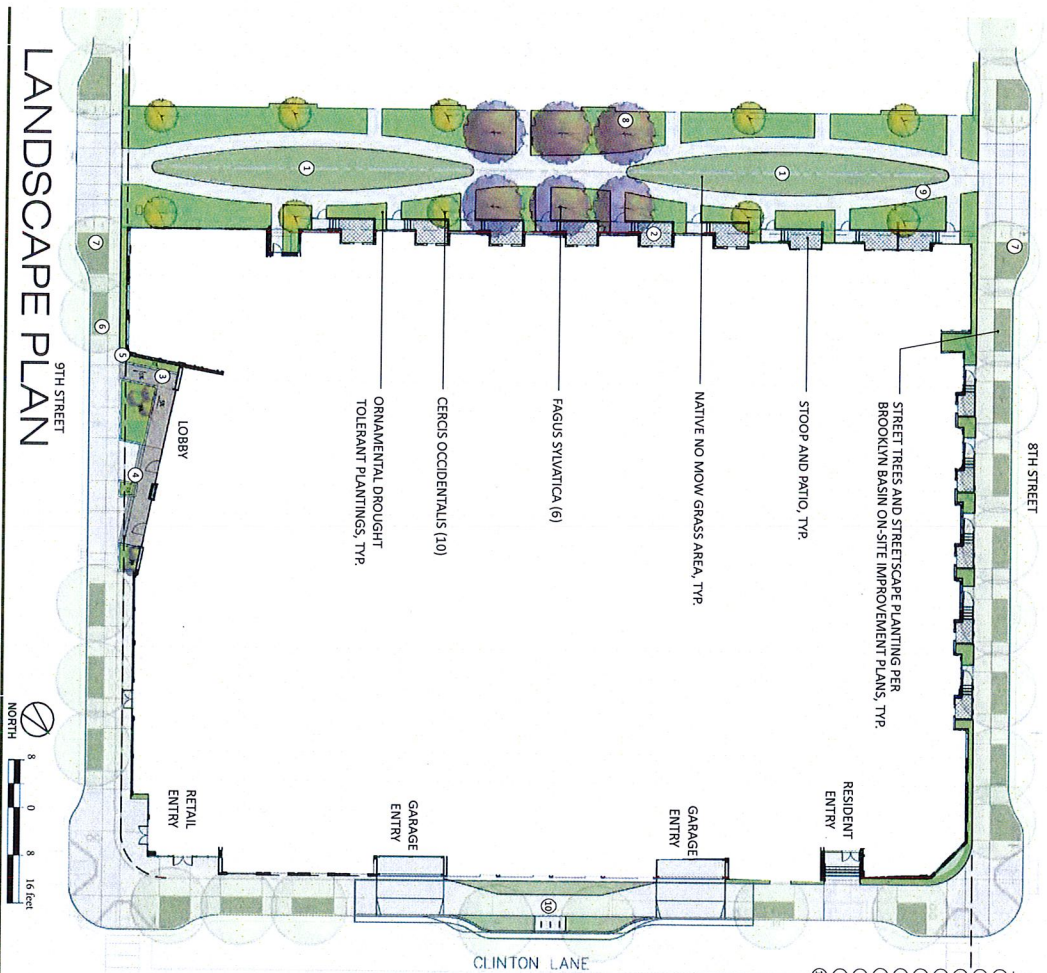 LANDSCAPE PLAN
8TH STREET
STREET TREES AND STREETSCAPE PLANTING PER
BROOKLYN BASIN ON-SITE IMPROVEMENT PLANS, TYP.
STOOP AND PATIO, TYP.
NATIVE NO MOW GRASS AREA, TYP.
FAGUS SYLVATICA (6)
CERCIS OCCIDENTALIS (10)
ORNAMENTAL DROUGHT
TOLERANT PLANTINGS, TYP.
LOBBY
9TH STREET
RESIDENT
ENTRY
GARAGE
ENTRY
GARAGE
ENTRY
RETAIL
ENTRY
CLINTON LANE
NORTH
8 0 8 16 feet
1
1
2
3
4
5
6
7
7
8
9
10